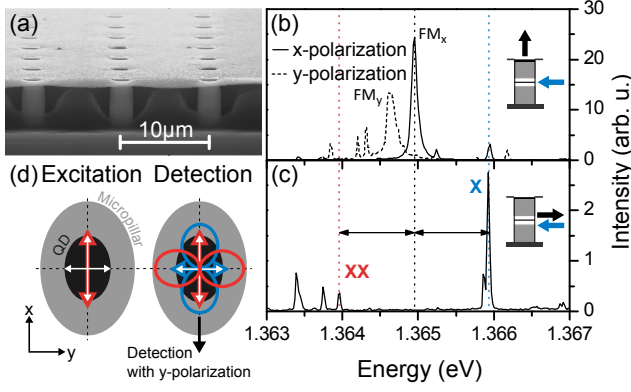 (a)
10μm
(b)
x-polarization
y-polarization
FMx
FMy
30
20
10
0
Intensity (arb. u.)
(c)
X
XX
2
1
0
1.363 1.364 1.365 1.366 1.367
Energy (eV)
(d) Excitation Detection
Micropillar
QD
x
y
Detection
with y-polarization